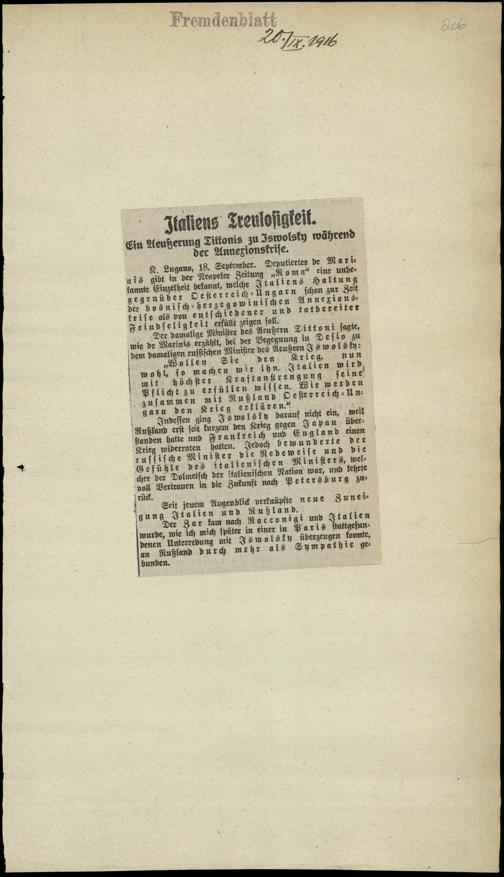 Fremdenblatt
20./IX. 1916
206
Italiens Treulosigkeit.
Ein Aeußerung Tittonis zu Iswolsky während
der Annexionskrise.
K. Lugano, 18. September. Deputierter de Mari-
nis gibt in der Neapeler Zeitung „Roma“ eine unbe-
kannte Einzelheit bekannt, welche Italiens Haltung
gegenüber Oesterreich-Ungarn schon zur Zeit
der bosnisch-herzegowinischen Annexions-
krise als von entschiedener und tatbereiter
Feindseligkeit erfüllt zeigen soll.
Der damalige Minister des Aeußern Tittoni sagte,
wie de Marinis erzählt, bei der Begegnung in Desio zu
dem damaligen russischen Minister des Aeußern Iswolsky:
„Wollen Sie den Krieg, nun
wohl, so machen wir ihn. Italien wird
mit höchster Kraftanstrengung seine
Pflicht zu erfüllen wissen. Wir werden
zusammen mit Rußland Oesterreich-Un-
garn den Krieg erklären.“
Indessen ging Iswolsky darauf nicht ein, weil
Rußland erst seit kurzem den Krieg gegen Japan über-
standen hatte und Frankreich und England einen
Krieg widerraten hatten. Jedoch bewunderte der
russische Minister die Redeweise und die
Gefühle des italienischen Ministers, wel-
cher der Dolmetsch der italienischen Nation war, und kehrte
voll Vertrauen in die Zukunft nach Petersburg zu-
rück.
Seit jenem Augenblick verknüpfte neue Zunei-
gung Italien und Rußland.
Der Zar kam nach Racconigi und Italien
wurde, wie ich mich später in einer in Paris stattgefun-
denen Unterredung mit Iswolsky überzeugen konnte,
an Rußland durch mehr als Sympathie ge-
bunden.